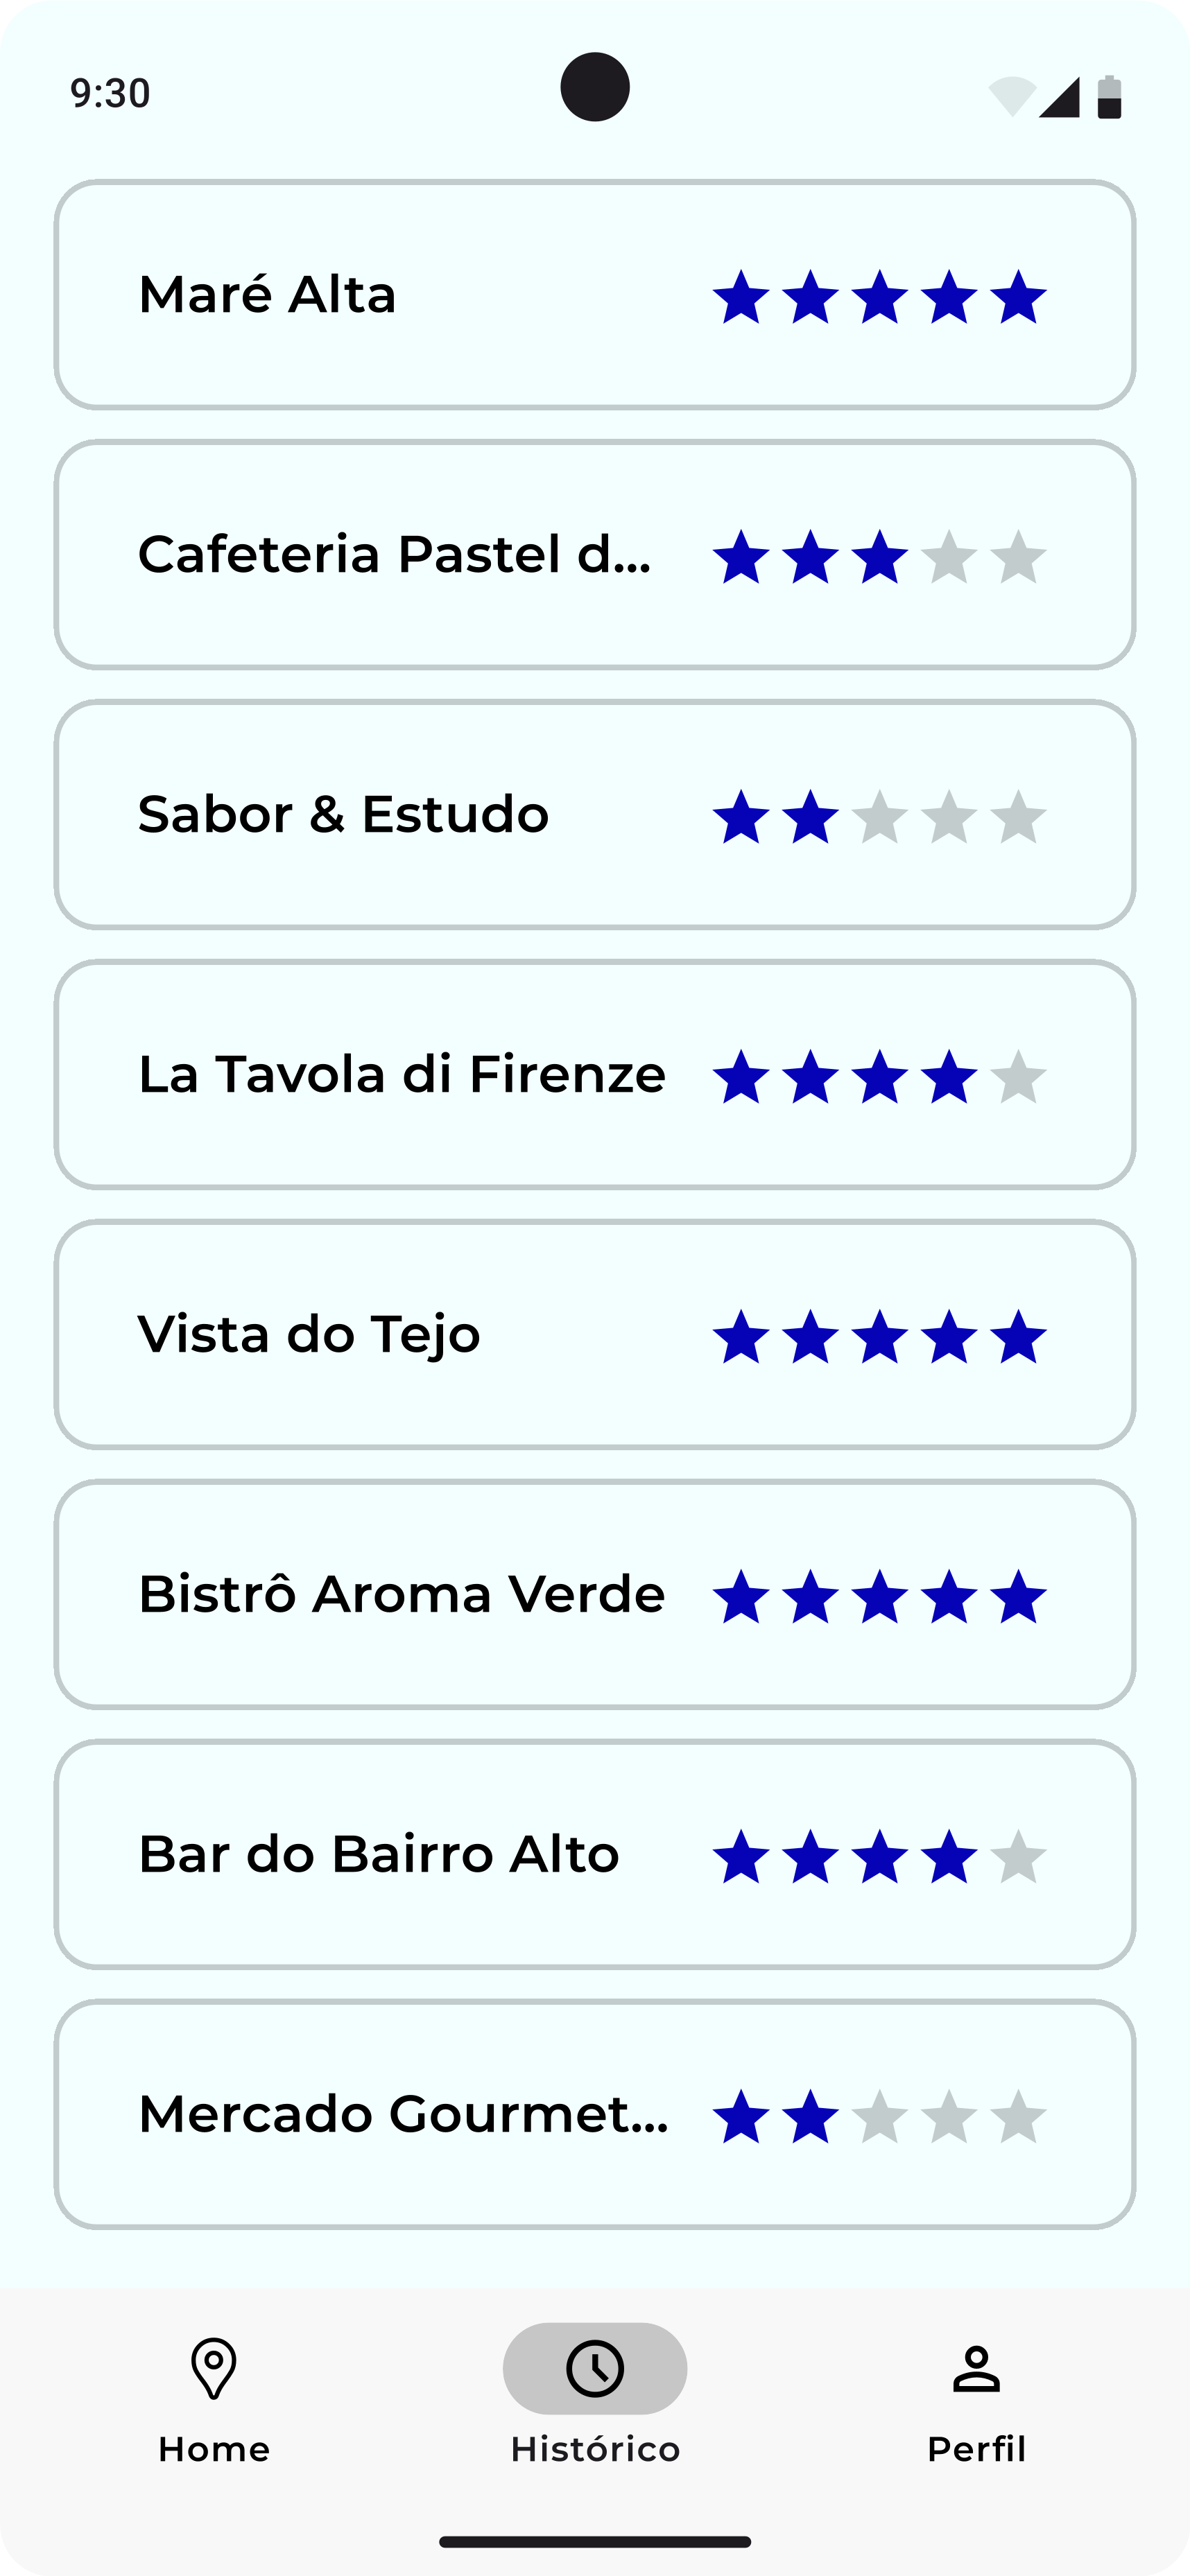 9:30
Maré Alta
Cafeteria Pastel d...
Sabor & Estudo
La Tavola di Firenze
Vista do Tejo
Bistrô Aroma Verde
Bar do Bairro Alto
Mercado Gourmet...
Home
Histórico
Perfil